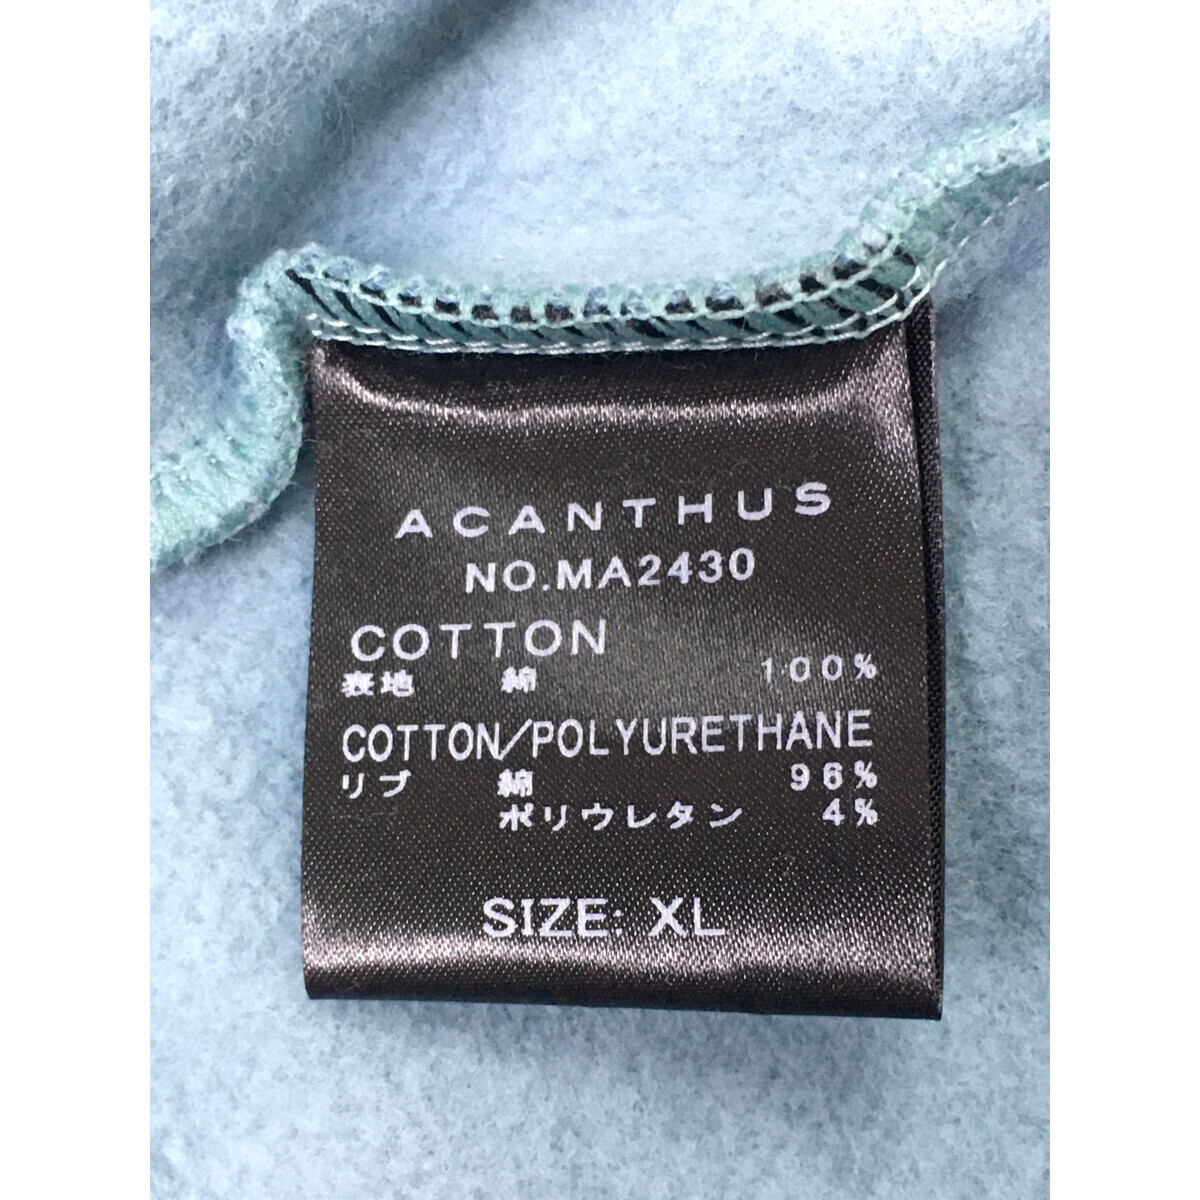 ACANTHUS
NO.MA2430
COTTON
表地 綿 100%
COTTON/POLYURETHANE
リブ 綿 96%
ポリウレタン 4%
SIZE: XL